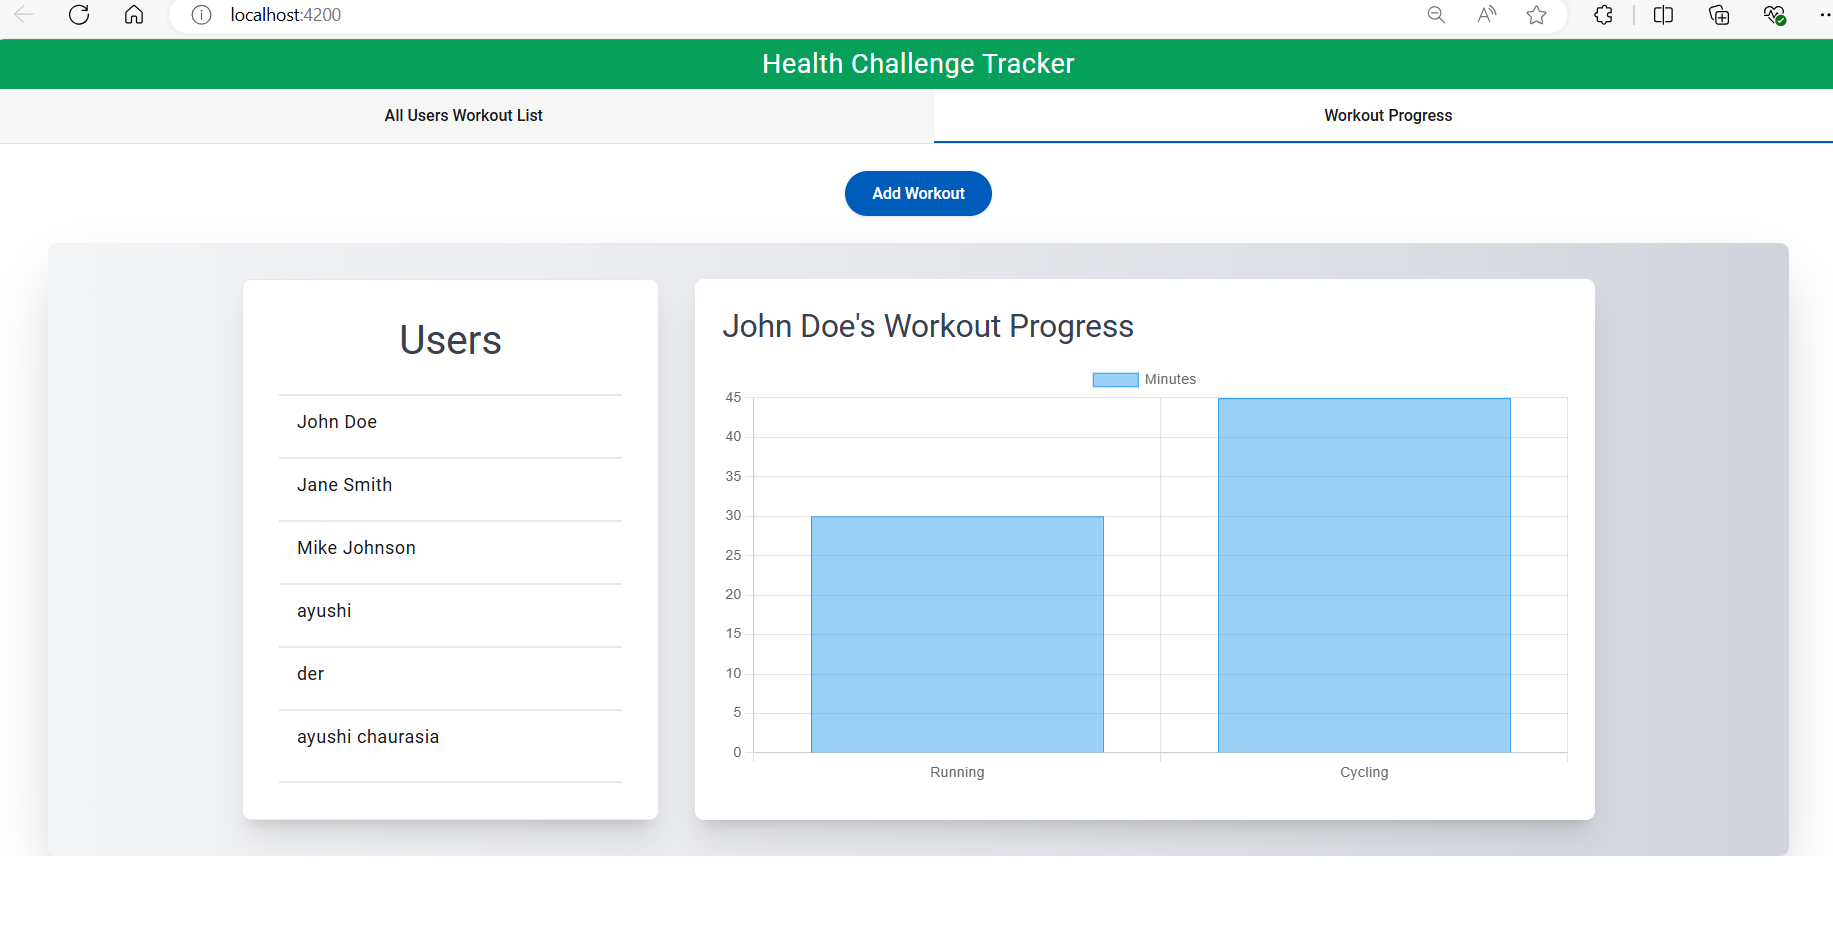 localhost:4200
Health Challenge Tracker
All Users Workout List
Workout Progress
Add Workout
Users
John Doe
Jane Smith
Mike Johnson
ayushi
der
ayushi chaurasia
John Doe's Workout Progress
Minutes
45
40
35
30
25
20
15
10
5
0
Running
Cycling